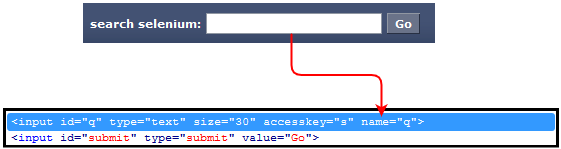 search selenium: Go
<input id="q" type="text" size="30" accesskey="s" name="q">
<input id="submit" type="submit" value="Go">